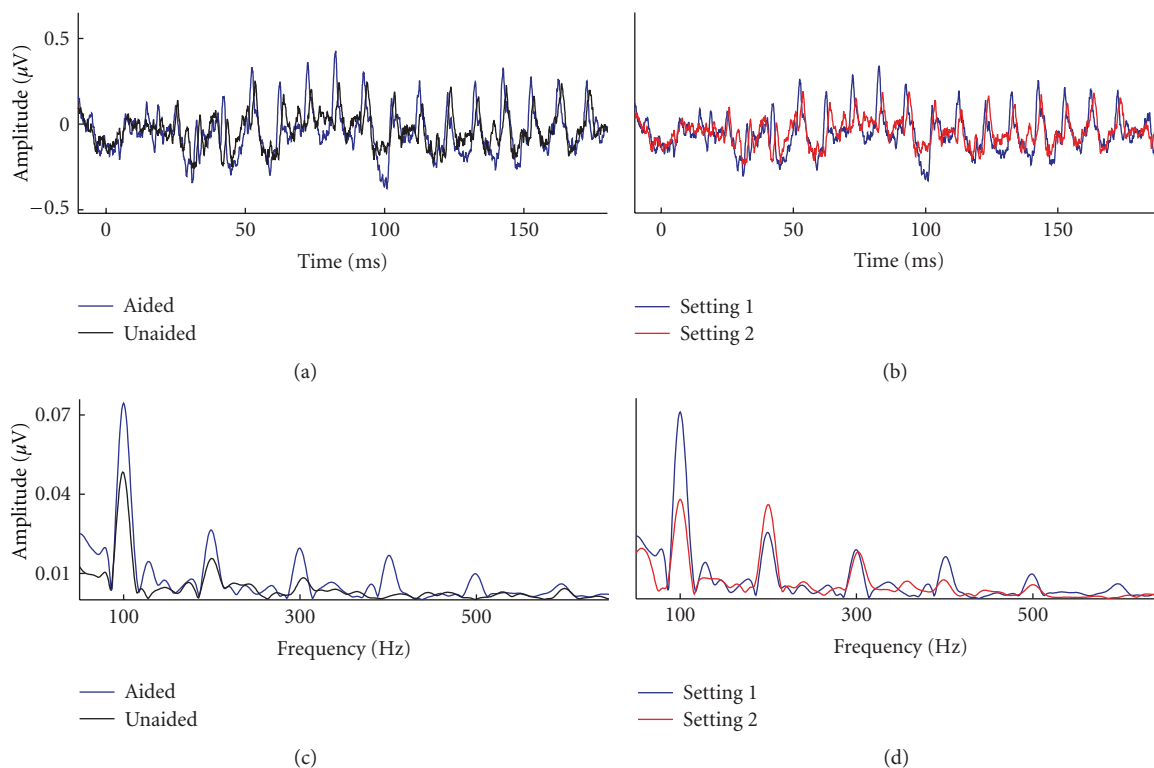 0.5
0
−0.5
Amplitude (μV)
0
50
100
150
Time (ms)
Aided
Unaided
(a)
0
50
100
150
Time (ms)
Setting 1
Setting 2
(b)
0.07
0.04
0.01
Amplitude (μV)
100
300
500
Frequency (Hz)
Aided
Unaided
(c)
100
300
500
Frequency (Hz)
Setting 1
Setting 2
(d)